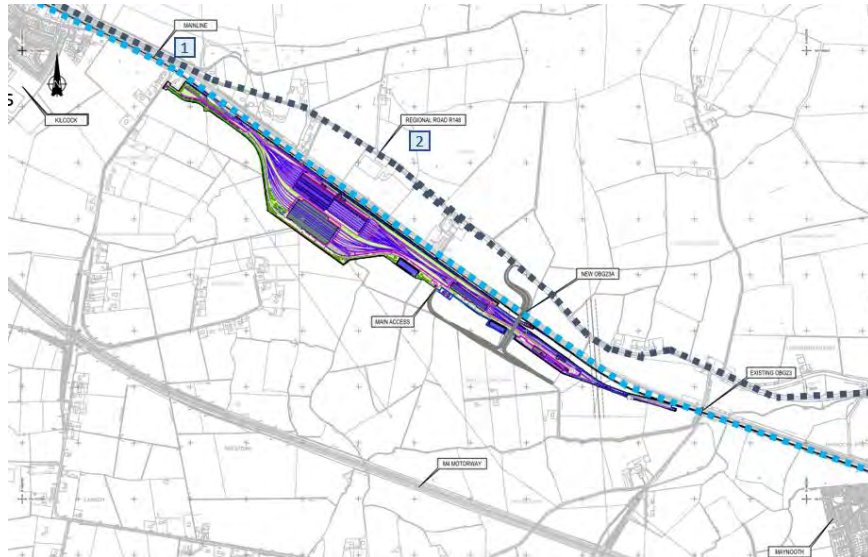 MAINLINE
1
S
KILCOCK
REGIONAL ROAD R148
2
NEW OBG23A
MAIN ACCESS
EXISTING OBG23
M4 MOTORWAY
MAYNOOTH